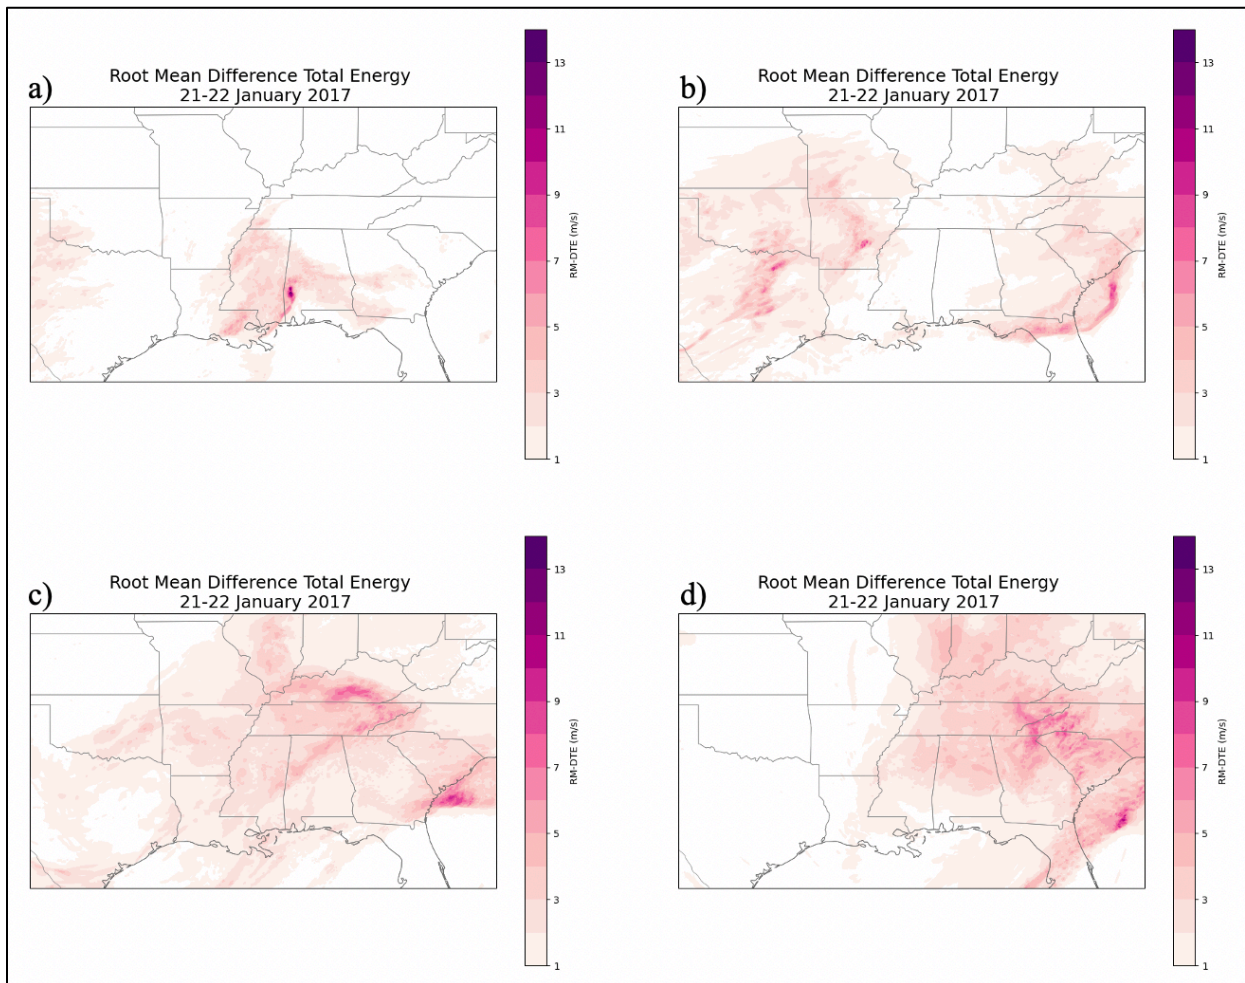 a)
Root Mean Difference Total Energy
21-22 January 2017
13
11
9
7
5
3
1
RM-DTE (m/s)
b)
Root Mean Difference Total Energy
21-22 January 2017
13
11
9
7
5
3
1
RM-DTE (m/s)
c)
Root Mean Difference Total Energy
21-22 January 2017
13
11
9
7
5
3
1
RM-DTE (m/s)
d)
Root Mean Difference Total Energy
21-22 January 2017
13
11
9
7
5
3
1
RM-DTE (m/s)